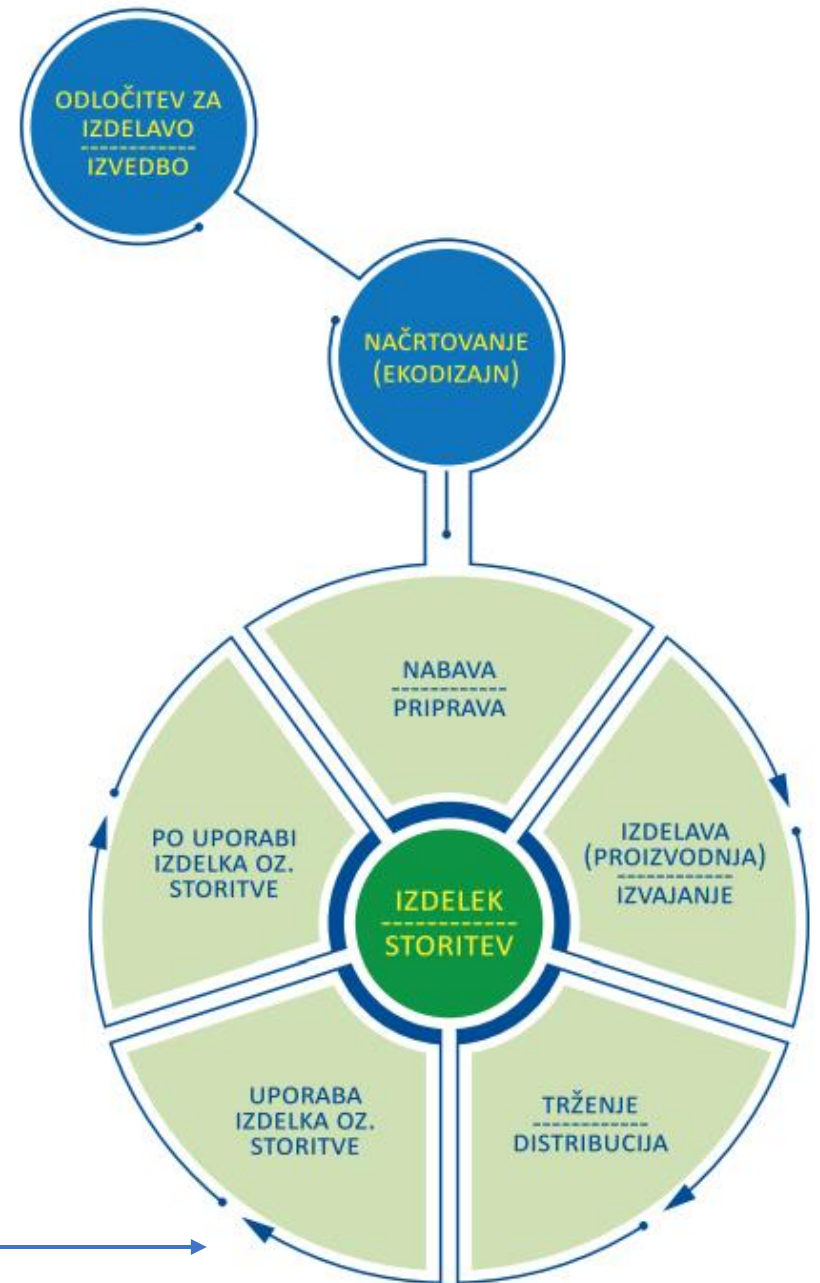 ODLOČITEV ZA
IZDELAVO
------------
IZVEDBO
NAČRTOVANJE
(EKODIZAJN)
NABAVA
------------
PRIPRAVA
IZDELAVA
(PROIZVODNJA)
------------
IZVAJANJE
TRŽENJE
------------
DISTRIBUCIJA
UPORABA
IZDELKA OZ.
STORITVE
PO UPORABI
IZDELKA OZ.
STORITVE
IZDELEK
------------
STORITEV